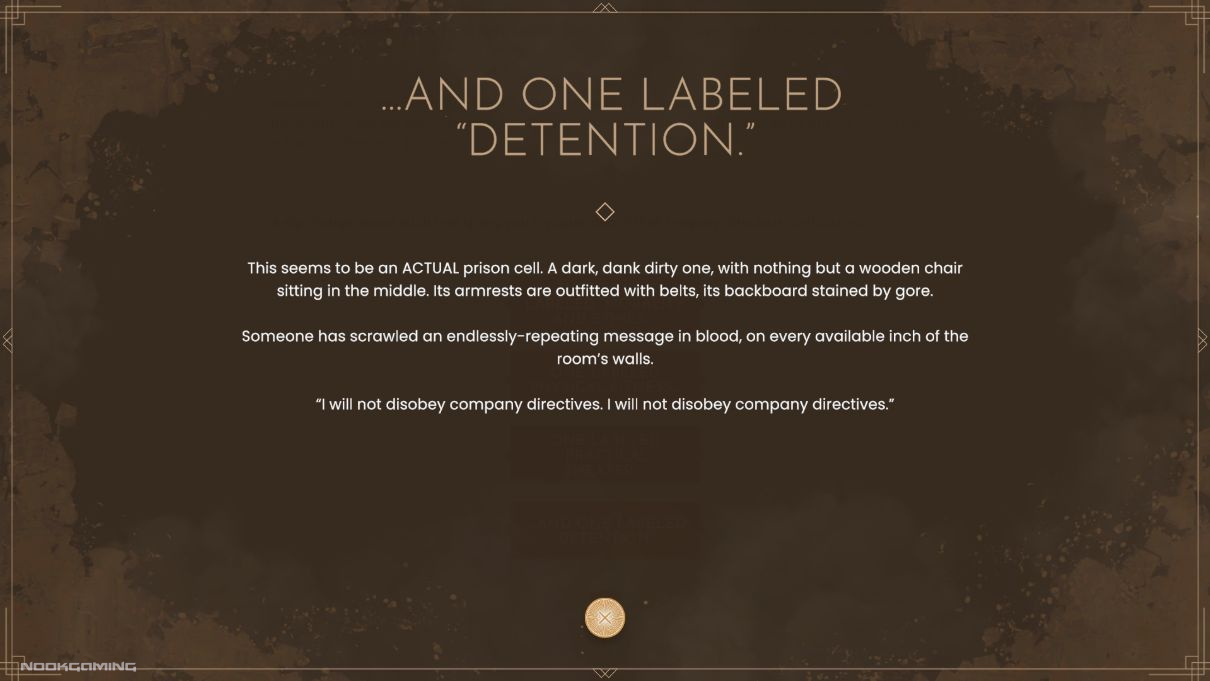 ...AND ONE LABELED
“DETENTION.”
This seems to be an ACTUAL prison cell. A dark, dank dirty one, with nothing but a wooden chair
sitting in the middle. Its armrests are outfitted with belts, its backboard stained by gore.
Someone has scrawled an endlessly-repeating message in blood, on every available inch of the
room’s walls.
“I will not disobey company directives. I will not disobey company directives.”
NOOKGAMING